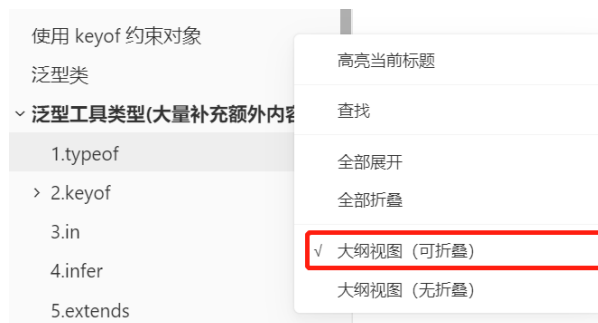 使用 keyof 约束对象
泛型类
泛型工具类型(大量补充额外内容
1.typeof
2.keyof
3.in
4.infer
5.extends
高亮当前标题
查找
全部展开
全部折叠
√ 大纲视图（可折叠）
大纲视图（无折叠）